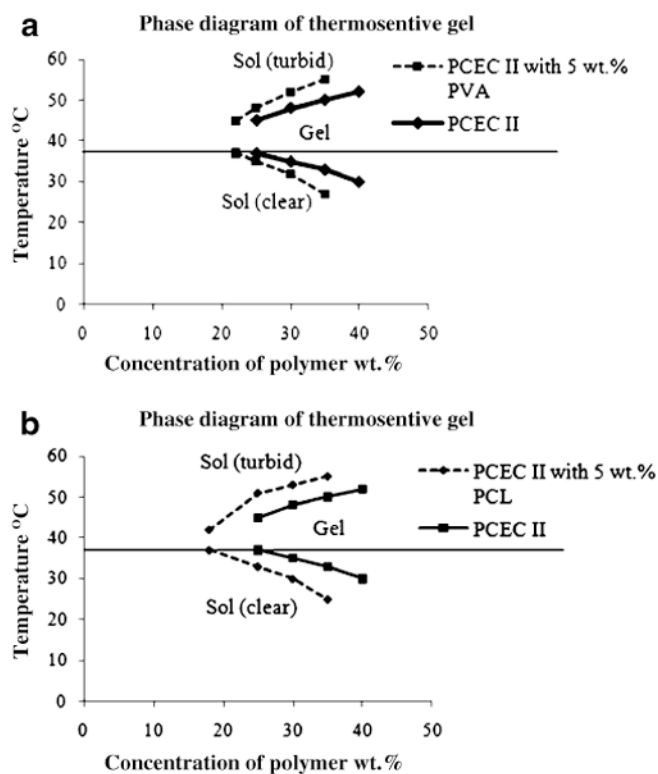 a
Phase diagram of thermosentive gel
Temperature ºC
60
50
40
30
20
10
0
Sol (turbid)
Gel
Sol (clear)
PCEC II with 5 wt.%
PVA
PCEC II
0 10 20 30 40 50
Concentration of polymer wt.%
b
Phase diagram of thermosentive gel
Temperature ºC
60
50
40
30
20
10
0
Sol (turbid)
Gel
Sol (clear)
PCEC II with 5 wt.%
PCL
PCEC II
0 10 20 30 40 50
Concentration of polymer wt.%